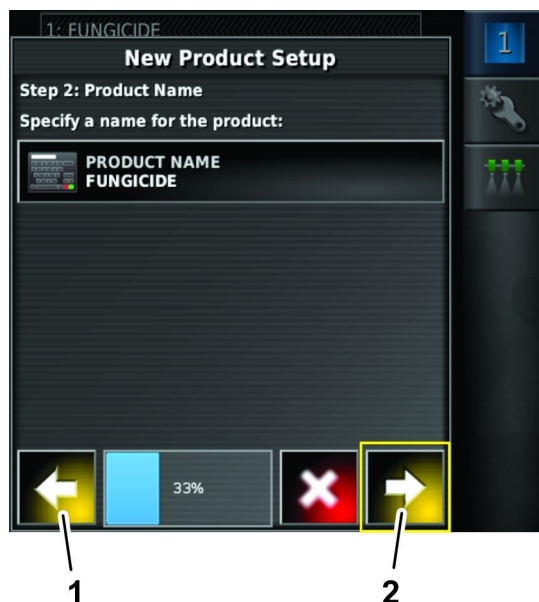 1: FUNGICIDE
New Product Setup
1
Step 2: Product Name
Specify a name for the product:
PRODUCT NAME
FUNGICIDE
33%
1
2